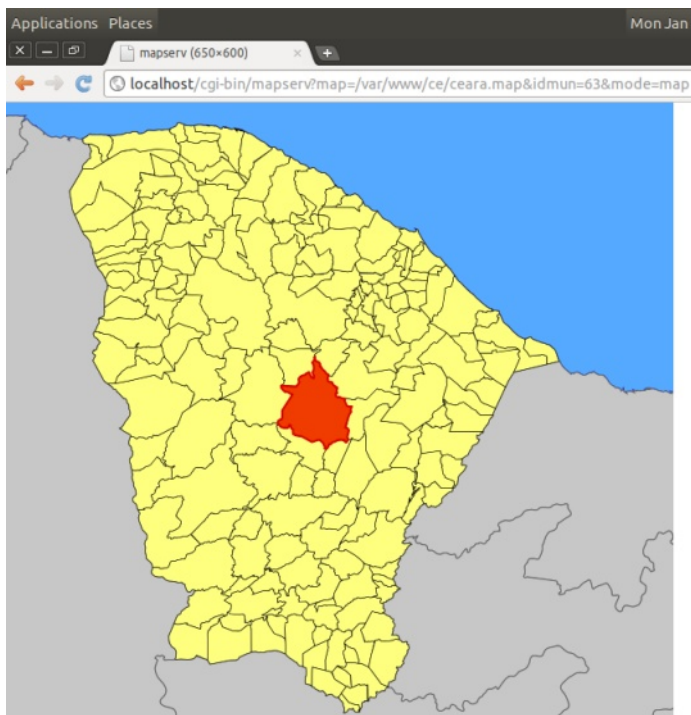 Applications Places Mon Jan
mapserv (650×600)
localhost/cgi-bin/mapserv?map=/var/www/ce/ceara.map&idmun=63&mode=map